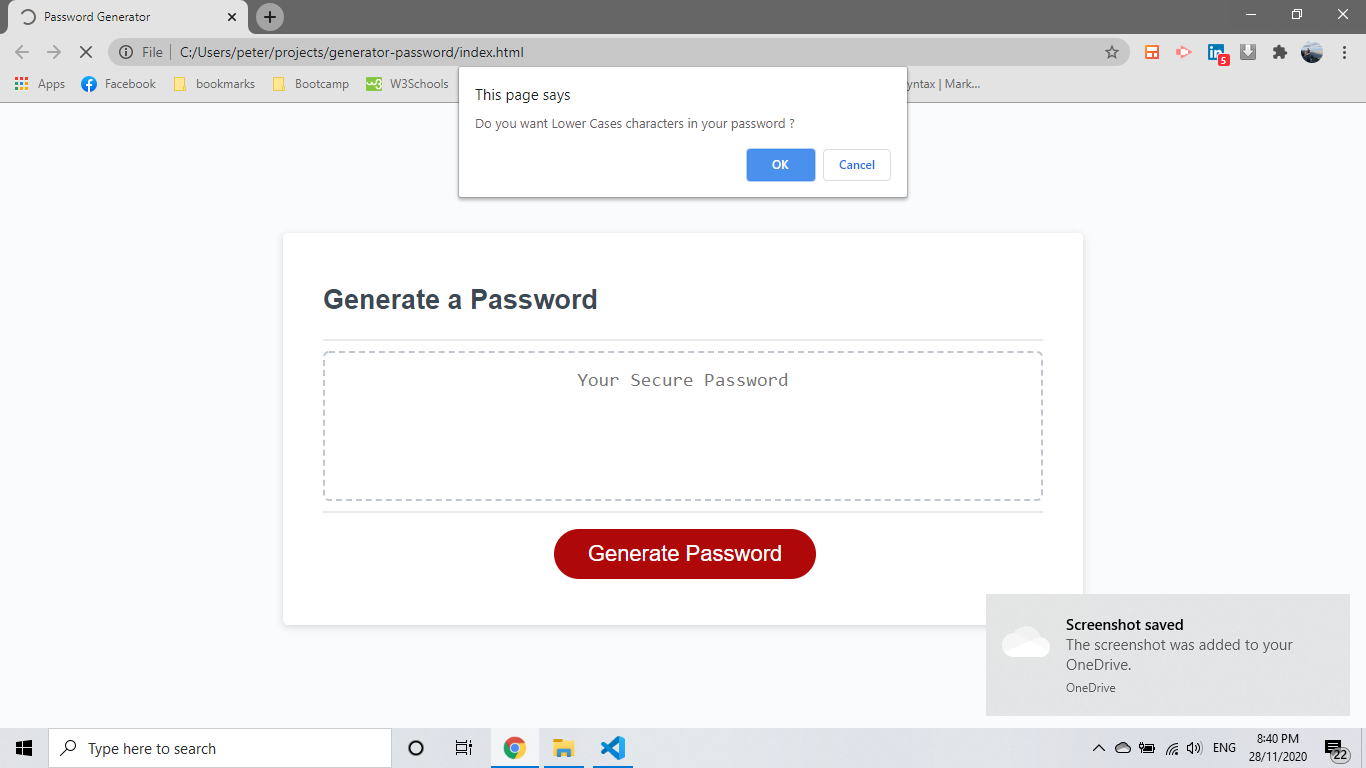 Password Generator
File C:/Users/peter/projects/generator-password/index.html
5
Apps Facebook bookmarks Bootcamp W3Schools yntax | Mark...
This page says
Do you want Lower Cases characters in your password ?
OK Cancel
Generate a Password
Your Secure Password
Generate Password
Screenshot saved
The screenshot was added to your
OneDrive.
OneDrive
Type here to search
ENG
8:40 PM
28/11/2020
22